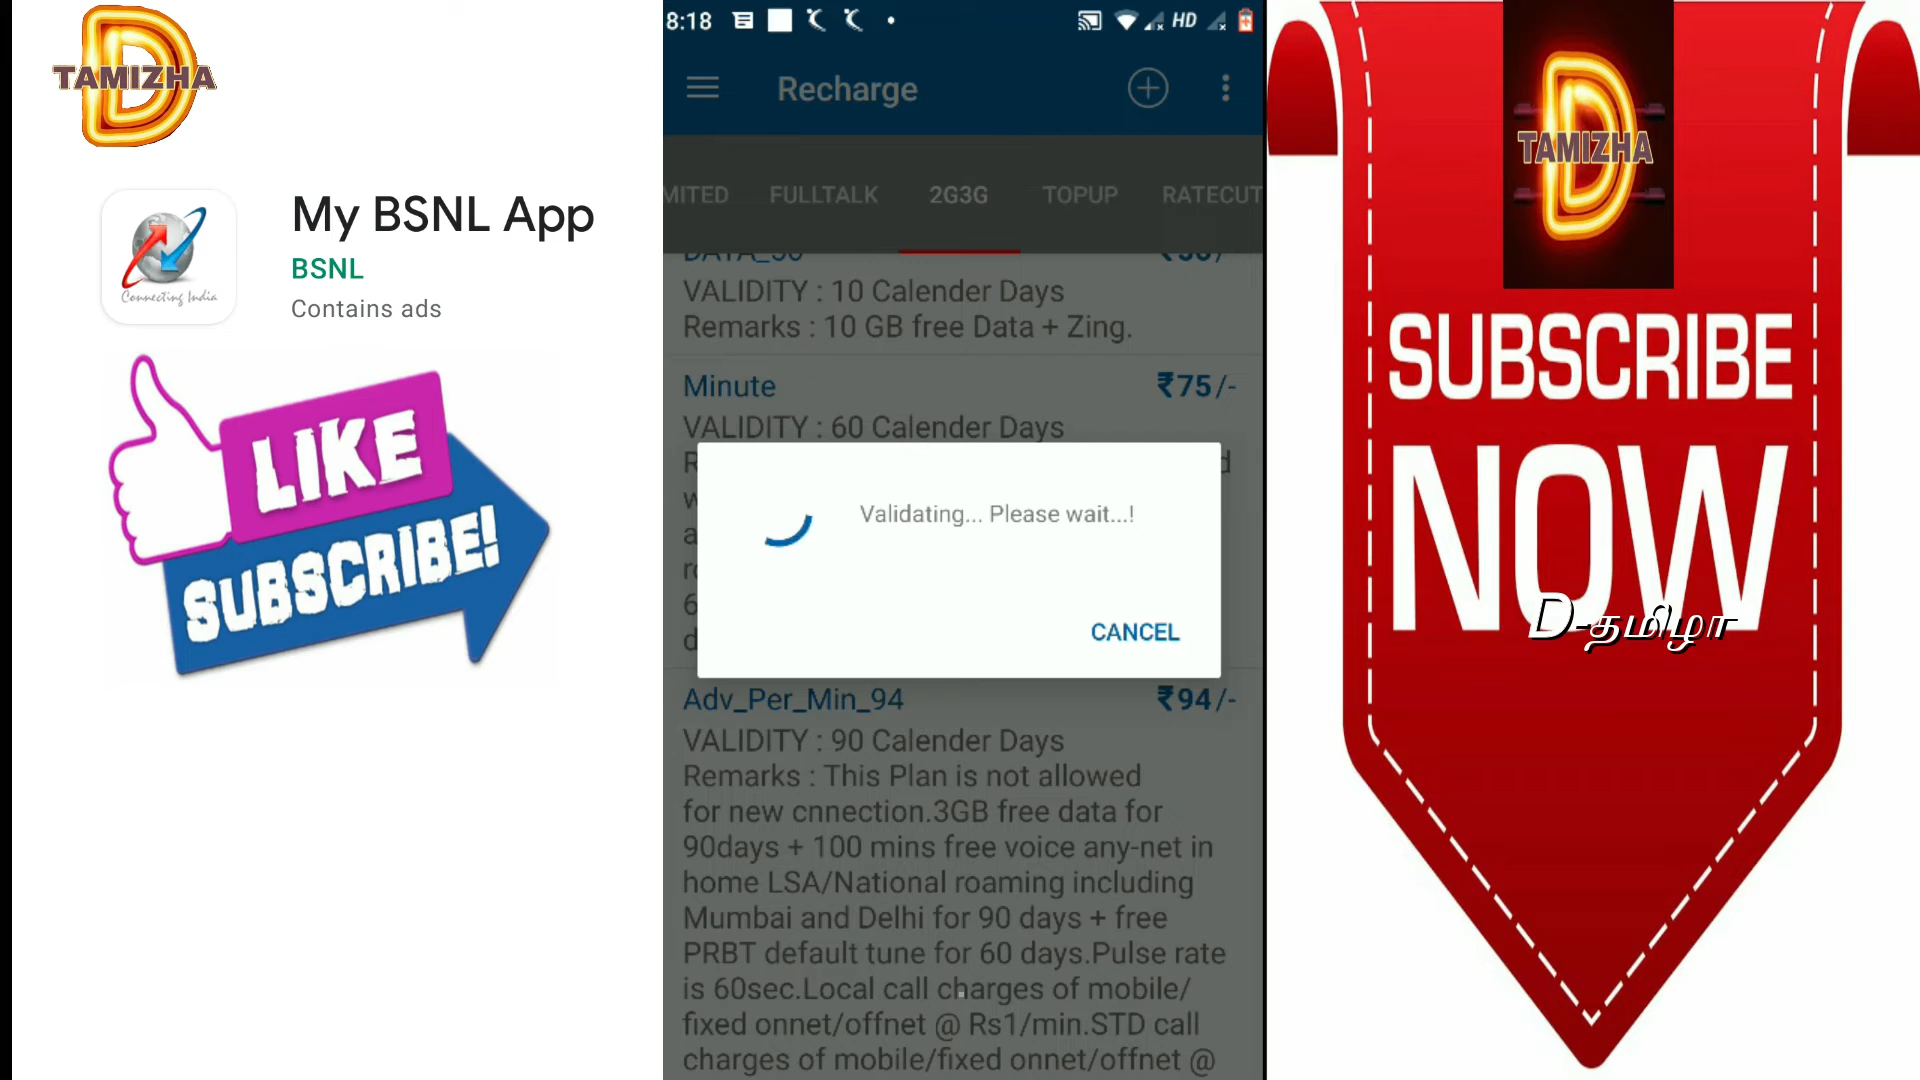 TAMIZHA
My BSNL App
BSNL
Contains ads
Connecting India
LIKE
SUBSCRIBE!
8:18
HD
Recharge
MITED FULLTALK 2G3G TOPUP RATECUT
VALIDITY : 10 Calender Days
Remarks : 10 GB free Data + Zing.
Minute ₹75/-
VALIDITY : 60 Calender Days
Validating... Please wait...!
CANCEL
Adv_Per_Min_94 ₹94/-
VALIDITY : 90 Calender Days
Remarks : This Plan is not allowed
for new cnnection.3GB free data for
90days + 100 mins free voice any-net in
home LSA/National roaming including
Mumbai and Delhi for 90 days + free
PRBT default tune for 60 days.Pulse rate
is 60sec.Local call charges of mobile/
fixed onnet/offnet @ Rs1/min.STD call
charges of mobile/fixed onnet/offnet @
D
TAMIZHA
SUBSCRIBE
NOW
D-தமிழா